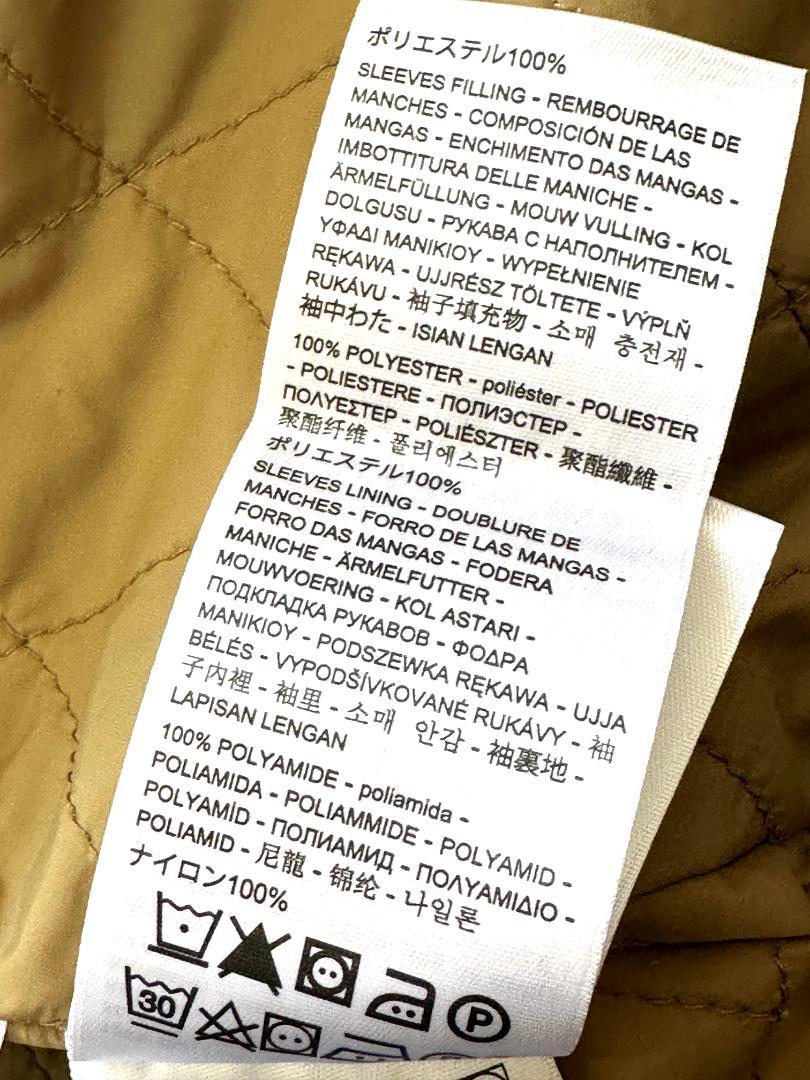 ポリエステル100%
SLEEVES FILLING - REMBOURRAGE DE
MANCHES - COMPOSICIÓN DE LAS
MANGAS - ENCHIMENTO DAS MANGAS -
IMBOTTITURA DELLE MANICHE -
ÄRMELFÜLLUNG - MOUW VULLING - KOL
DOLGUSU - РУКАВА С НАПОЛНИТЕЛЕМ -
ΥΦΑΔΙ ΜΑΝΙΚΙΟΥ - WYPEŁNIENIE
RĘKAWA - UJJRÉSZ TÖLTETE - VÝPLŇ
RUKÁVU - 袖子填充物 - 소매 충전재 -
袖中わた - ISIAN LENGAN
100% POLYESTER - poliéster - POLIESTER
- POLIESTERE - ПОЛИЭСТЕР -
ΠΟΛΥΕΣΤΕΡ - POLIÉSZTER - 聚酯纖維 -
聚酯纤维 - 폴리에스터
ポリエステル100%
SLEEVES LINING - DOUBLURE DE
MANCHES - FORRO DE LAS MANGAS -
FORRO DAS MANGAS - FODERA
MANICHE - ÄRMELFUTTER -
MOUWVOERING - KOL ASTARI -
ПОДКЛАДКА РУКАВОВ - ΦΟΔΡΑ
ΜΑΝΙΚΙΟΥ - PODSZEWKA RĘKAWA - UJJA
BÉLÉS - VYPODŠÍVKOVANÉ RUKÁVY - 袖
子內裡 - 袖里 - 소매 안감 - 袖裏地 -
LAPISAN LENGAN
100% POLYAMIDE - poliamida -
POLIAMIDA - POLIAMMIDE - POLYAMID -
POLYAMİD - ПОЛИАМИД - ΠΟΛΥΑΜΙΔΙΟ -
POLIAMID - 尼龍 - 锦纶 - 나일론
ナイロン100%
P
30